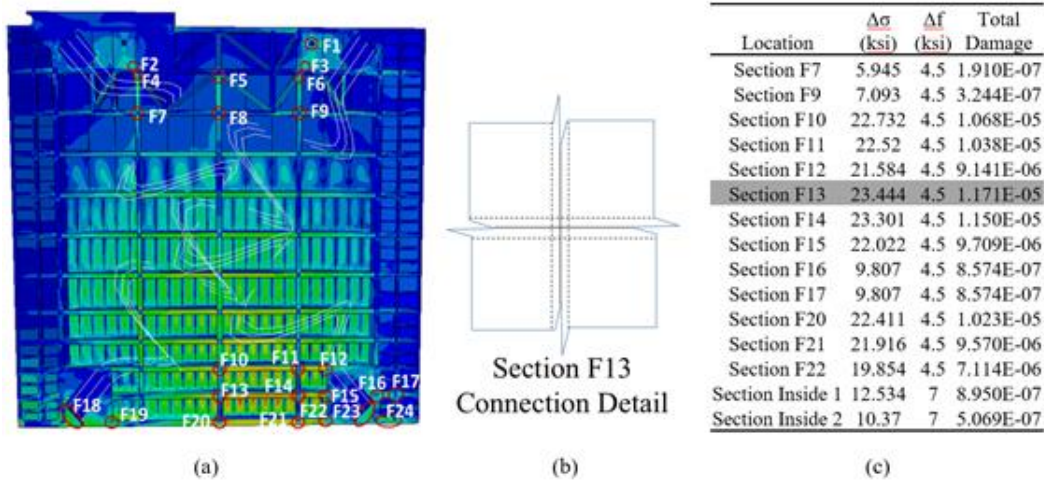 F1
F2
F3
F4
F5
F6
F7
F8
F9
F10
F11
F12
F13
F14
F15
F16
F17
F18
F19
F20
F21
F22
F23
F24
(a)
Section F13
Connection Detail
(b)
Δσ Δf Total
Location (ksi) (ksi) Damage
Section F7 5.945 4.5 1.910E-07
Section F9 7.093 4.5 3.244E-07
Section F10 22.732 4.5 1.068E-05
Section F11 22.52 4.5 1.038E-05
Section F12 21.584 4.5 9.141E-06
Section F13 23.444 4.5 1.171E-05
Section F14 23.301 4.5 1.150E-05
Section F15 22.022 4.5 9.709E-06
Section F16 9.807 4.5 8.574E-07
Section F17 9.807 4.5 8.574E-07
Section F20 22.411 4.5 1.023E-05
Section F21 21.916 4.5 9.570E-06
Section F22 19.854 4.5 7.114E-06
Section Inside 1 12.534 7 8.950E-07
Section Inside 2 10.37 7 5.069E-07
(c)